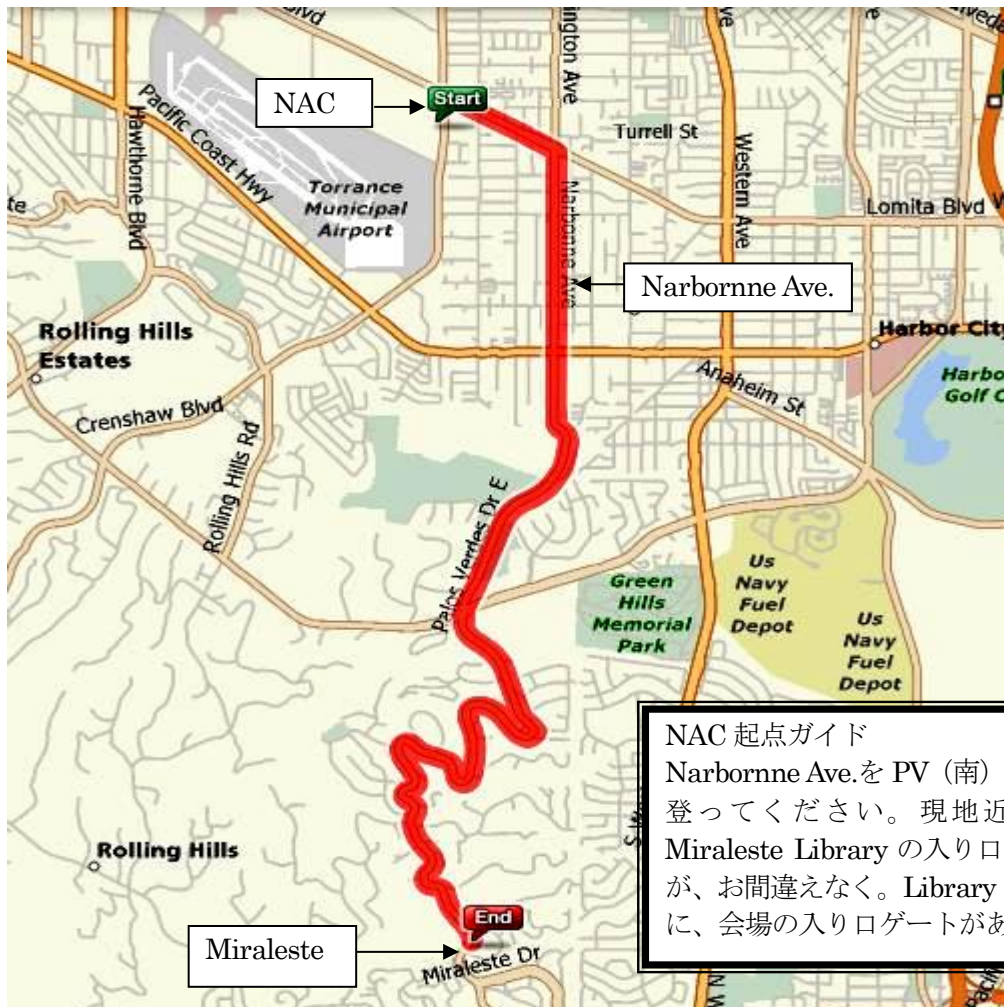 Blvd
ington Ave
NAC
Start
Turrell St
Pacific Coast Hwy
Hawthorne Blvd
Western Ave
Torrance
Municipal
Airport
Narbonne Ave
Lomita Blvd
Narbornne Ave.
Rolling Hills
Estates
Harbor City
Anaheim St
Harbo
Golf C
Crenshaw Blvd
Rolling Hills Rd
Palos Verdes Dr E
Us
Navy
Fuel
Depot
Green
Hills
Memorial
Park
Us
Navy
Fuel
Depot
NAC 起点ガイド
Narbornne Ave.を PV（南）
登ってください。現地近
Miraleste Library の入り口
が、お間違えなく。Library
に、会場の入り口ゲートがあ
Rolling Hills
End
Miraleste
Miraleste Dr